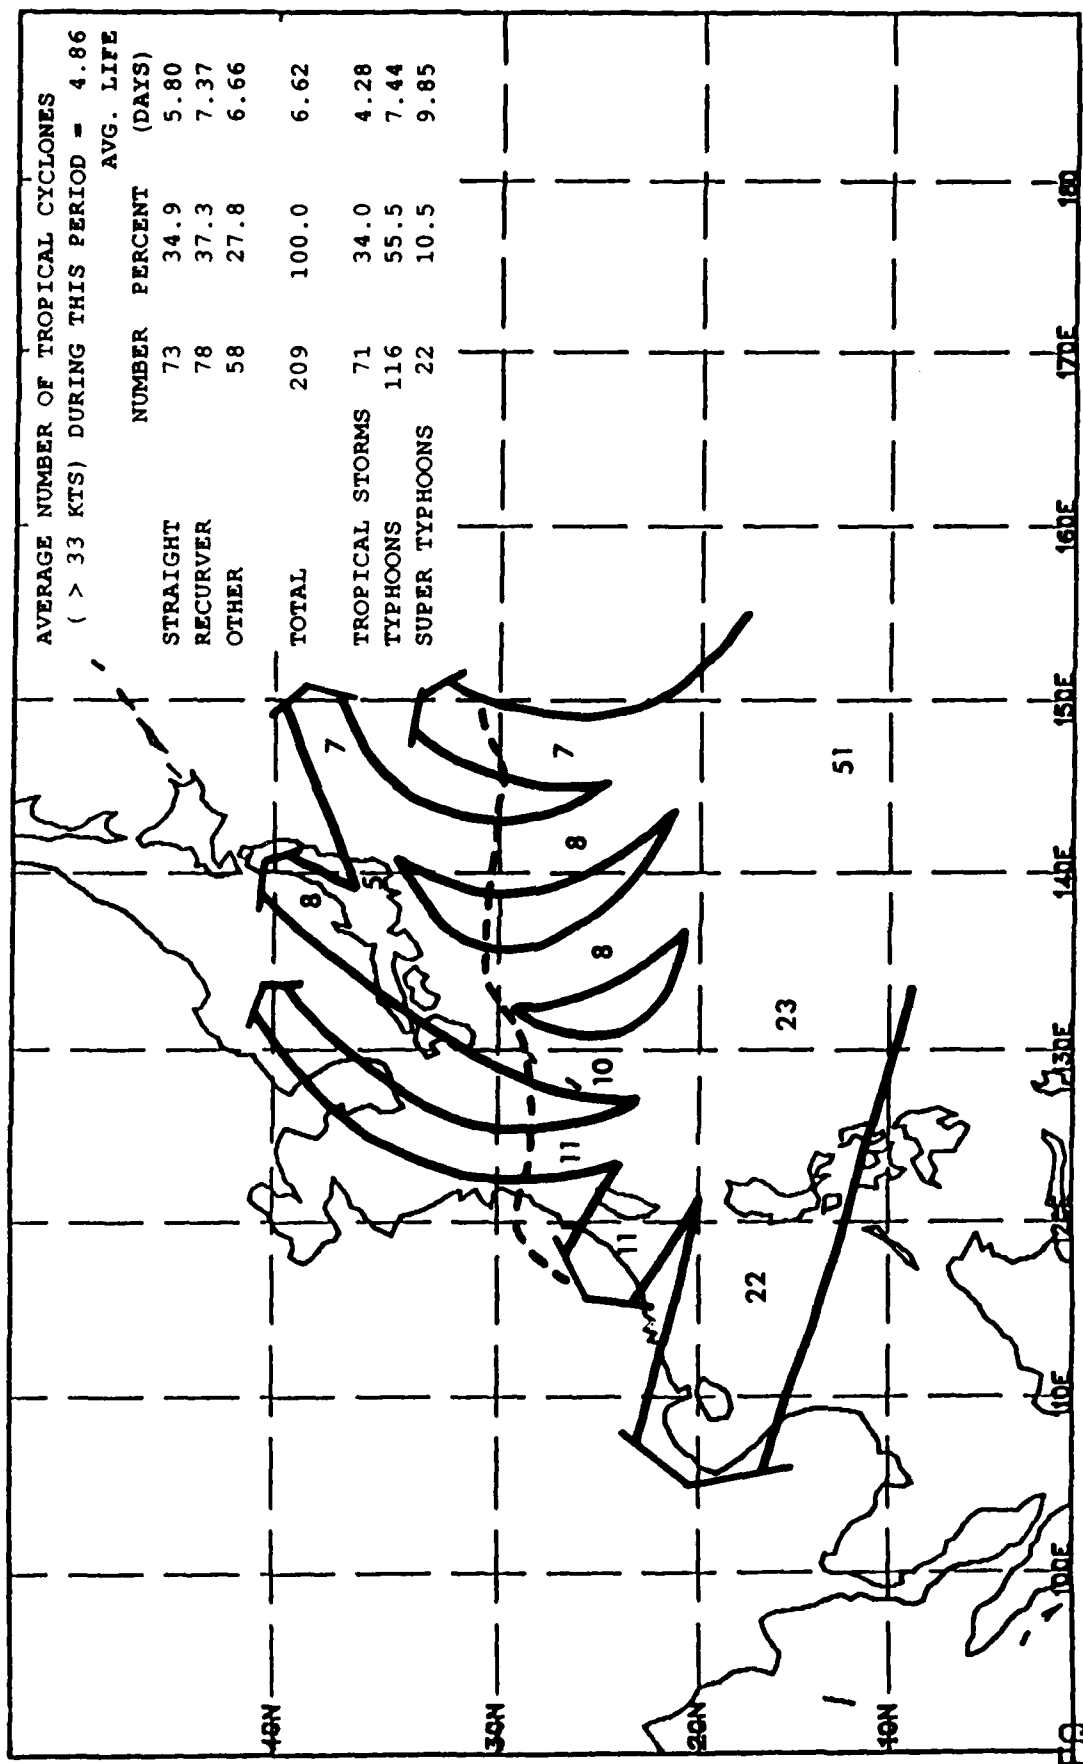 AVERAGE NUMBER OF TROPICAL CYCLONES
( > 33 KTS) DURING THIS PERIOD = 4.86
AVG. LIFE
NUMBER PERCENT (DAYS)
STRAIGHT 73 34.9 5.80
RECURVER 78 37.3 7.37
OTHER 58 27.8 6.66
TOTAL 209 100.0 6.62
TROPICAL STORMS 71 34.0 4.28
TYPHOONS 116 55.5 7.44
SUPER TYPHOONS 22 10.5 9.85
40N
7
8
5
30N
7
8
8
10
11
11
20N
51
23
22
10N
EQ
100E
110E
120E
130E
140E
150E
160E
170E
180